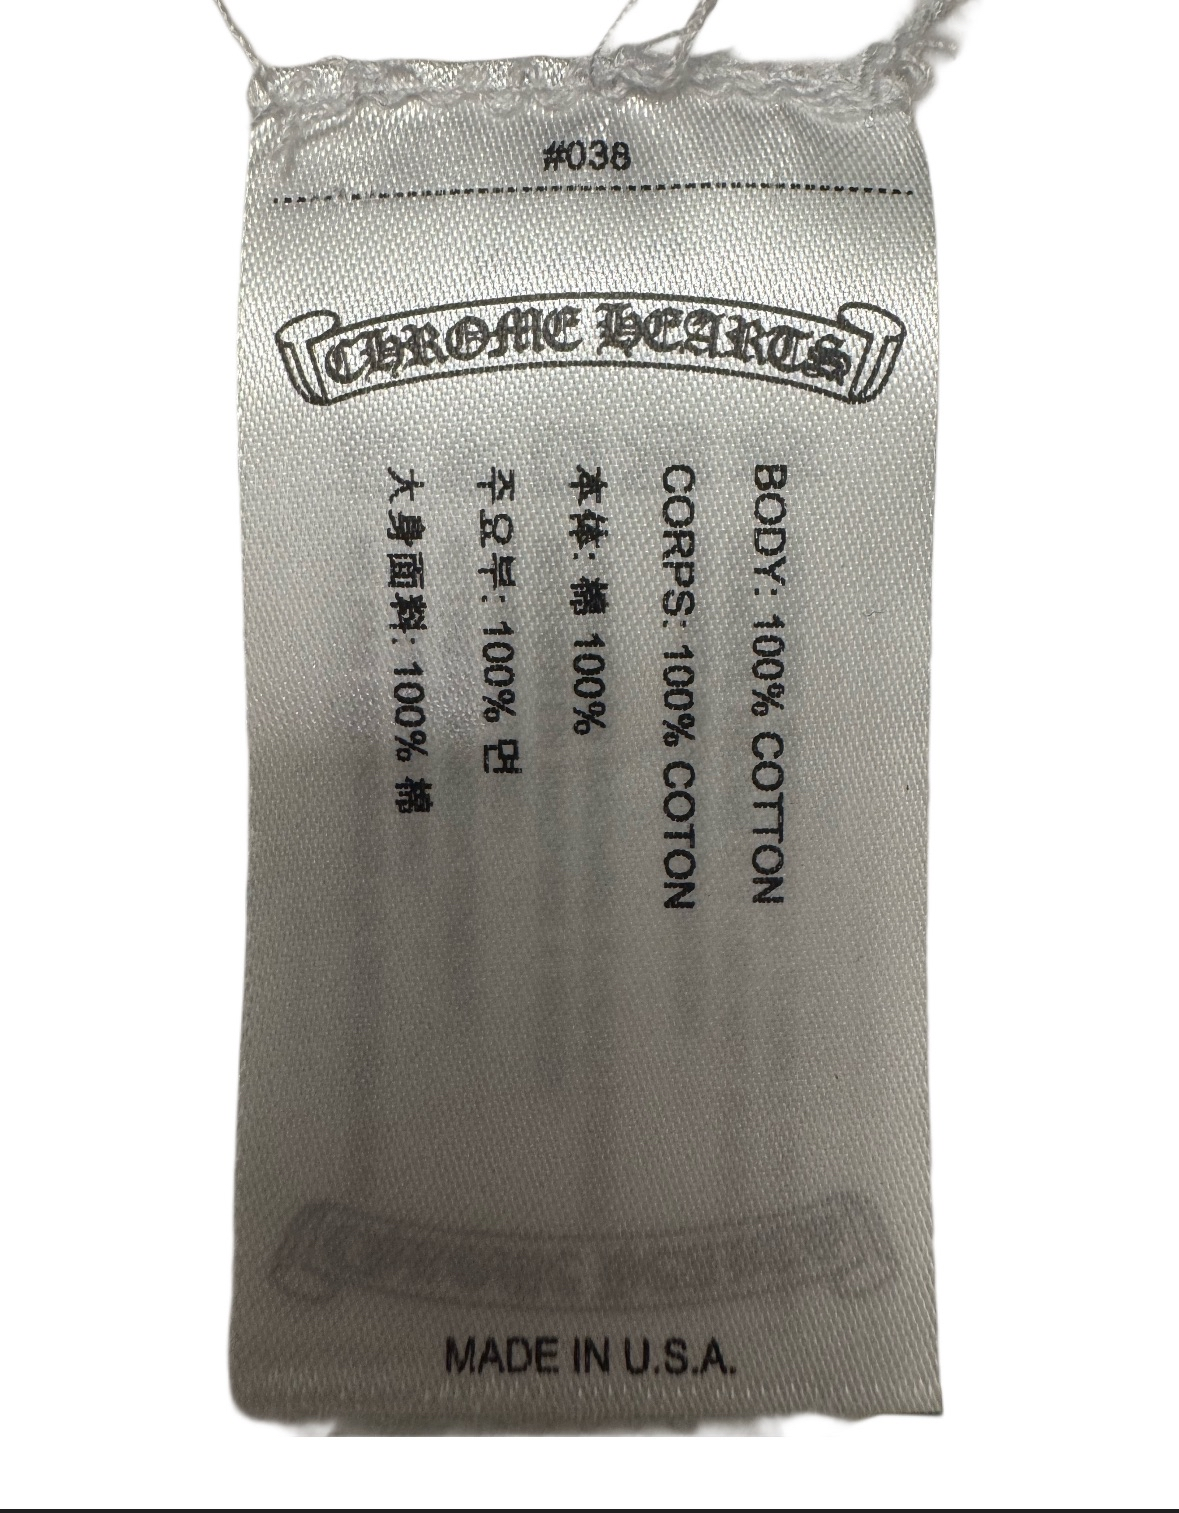 #038
CHROME HEARTS
BODY: 100% COTTON
CORPS: 100% COTON
本体: 綿 100%
주요부: 100% 면
大身面料: 100% 棉
MADE IN U.S.A.